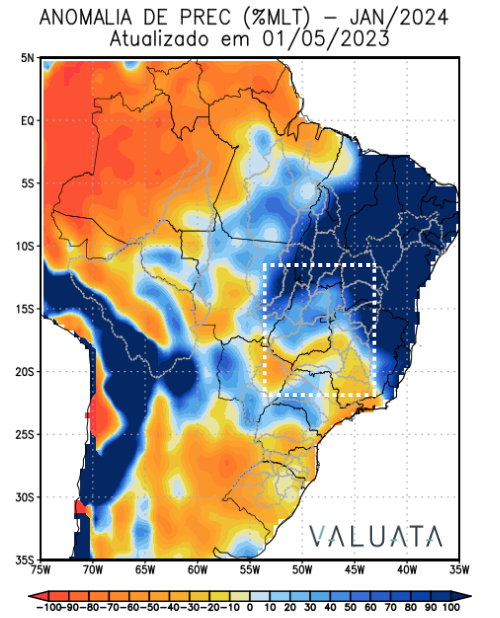 ANOMALIA DE PREC (%MLT) – JAN/2024
Atualizado em 01/05/2023
5N
EQ
5S
10S
15S
20S
25S
30S
35S
VALUATA
75W 70W 65W 60W 55W 50W 45W 40W 35W
-100 -90 -80 -70 -60 -50 -40 -30 -20 -10 0 10 20 30 40 50 60 70 80 90 100